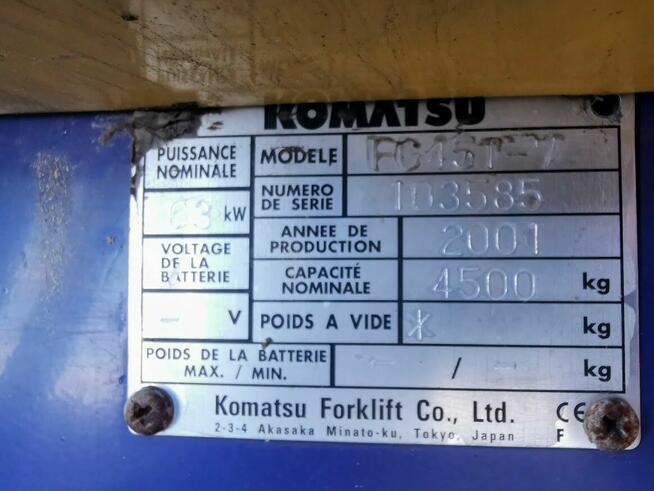 KOMATSU
PUISSANCE NOMINALE
MODELE FG45T-7
63 kW
NUMERO DE SERIE 103585
VOLTAGE DE LA BATTERIE
ANNEE DE PRODUCTION 2001
CAPACITÉ NOMINALE 4500 kg
- V
POIDS A VIDE * kg
POIDS DE LA BATTERIE MAX. / MIN. - / - kg
Komatsu Forklift Co., Ltd. CE
2-3-4 Akasaka Minato-ku, Tokyo, Japan F